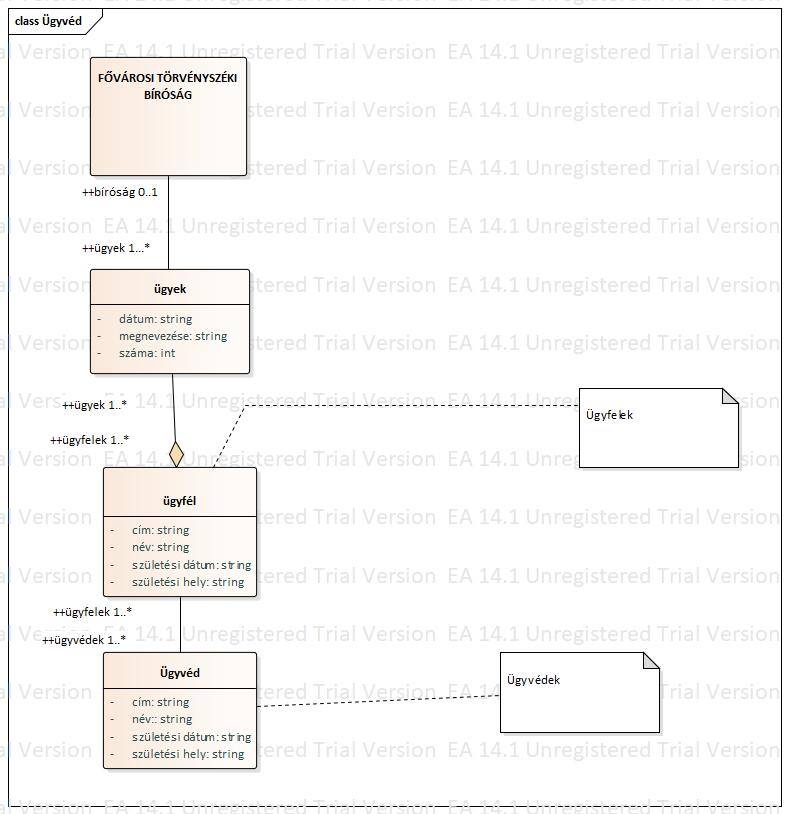 class Ügyvéd
EA 14.1 Unregistered Trial Version
FŐVÁROSI TÖRVÉNYSZÉKI
BÍRÓSÁG
++bíróság 0..1
++ügyek 1...*
ügyek
- dátum: string
- megnevezése: string
- száma: int
++ügyek 1..*
++ügyfelek 1..*
Ügyfelek
ügyfél
- cím: string
- név: string
- születési dátum: string
- születési hely: string
++ügyfelek 1..*
++ügyvédek 1..*
Ügyvéd
- cím: string
- név:: string
- születési dátum: string
- születési hely: string
Ügyvédek